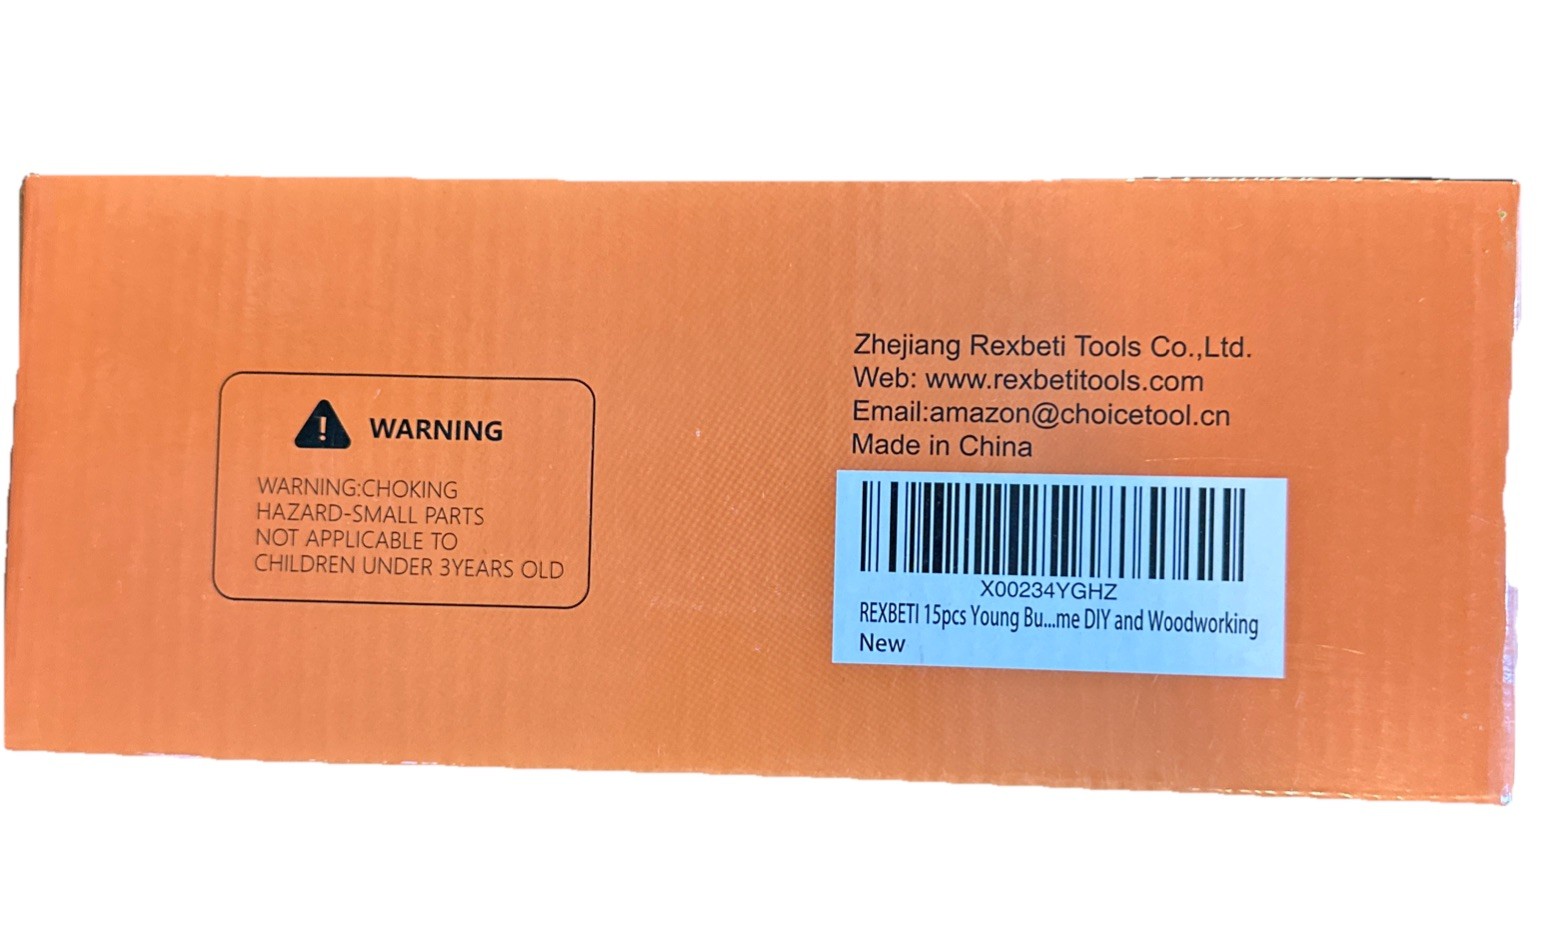 WARNING
WARNING:CHOKING
HAZARD-SMALL PARTS
NOT APPLICABLE TO
CHILDREN UNDER 3YEARS OLD
Zhejiang Rexbeti Tools Co.,Ltd.
Web: www.rexbetitools.com
Email:amazon@choicetool.cn
Made in China
X00234YGHZ
REXBETI 15pcs Young Bu...me DIY and Woodworking
New